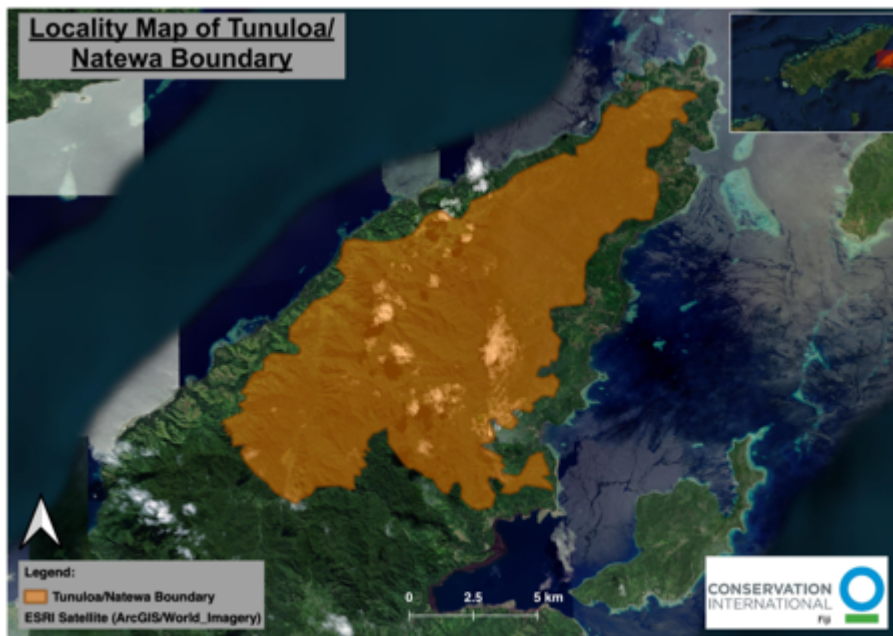 Locality Map of Tunuloa/
Natewa Boundary
Legend:
Tunuloa/Natewa Boundary
ESRI Satellite (ArcGIS/World_Imagery)
0 2.5 5 km
CONSERVATION
INTERNATIONAL
Fiji